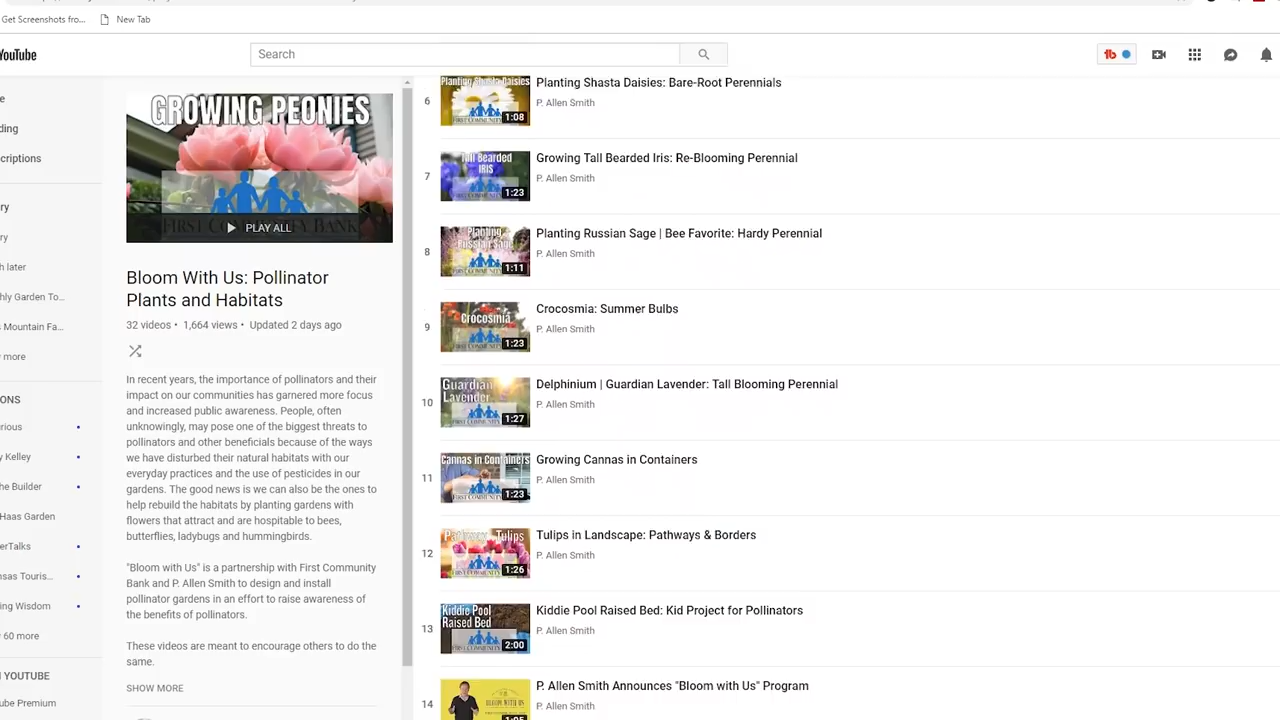 Get Screenshots fro...
New Tab
YouTube
Search
GROWING PEONIES
FIRST COMMUNITY BANK
PLAY ALL
Bloom With Us: Pollinator
Plants and Habitats
32 videos • 1,664 views • Updated 2 days ago
In recent years, the importance of pollinators and their
impact on our communities has garnered more focus
and increased public awareness. People, often
unknowingly, may pose one of the biggest threats to
pollinators and other beneficials because of the ways
we have disturbed their natural habitats with our
everyday practices and the use of pesticides in our
gardens. The good news is we can also be the ones to
help rebuild the habitats by planting gardens with
flowers that attract and are hospitable to bees,
butterflies, ladybugs and hummingbirds.
"Bloom with Us" is a partnership with First Community
Bank and P. Allen Smith to design and install
pollinator gardens in an effort to raise awareness of
the benefits of pollinators.
These videos are meant to encourage others to do the
same.
SHOW MORE
6
Planting Shasta Daisies
1:08
Planting Shasta Daisies: Bare-Root Perennials
P. Allen Smith
7
Tall Bearded
IRIS
1:23
Growing Tall Bearded Iris: Re-Blooming Perennial
P. Allen Smith
8
Planting
Russian Sage
1:11
Planting Russian Sage | Bee Favorite: Hardy Perennial
P. Allen Smith
9
Crocosmia
1:23
Crocosmia: Summer Bulbs
P. Allen Smith
10
Guardian
Lavender
1:27
Delphinium | Guardian Lavender: Tall Blooming Perennial
P. Allen Smith
11
Cannas in Containers
1:23
Growing Cannas in Containers
P. Allen Smith
12
Pathway Tulips
1:26
Tulips in Landscape: Pathways & Borders
P. Allen Smith
13
Kiddie Pool
Raised Bed
2:00
Kiddie Pool Raised Bed: Kid Project for Pollinators
P. Allen Smith
14
BLOOM WITH US
1:05
P. Allen Smith Announces "Bloom with Us" Program
P. Allen Smith
ding
criptions
ry
ry
h later
hly Garden To...
s Mountain Fa...
more
ONS
rious
y Kelley
he Builder
Haas Garden
erTalks
nsas Touris...
ing Wisdom
60 more
YOUTUBE
ube Premium